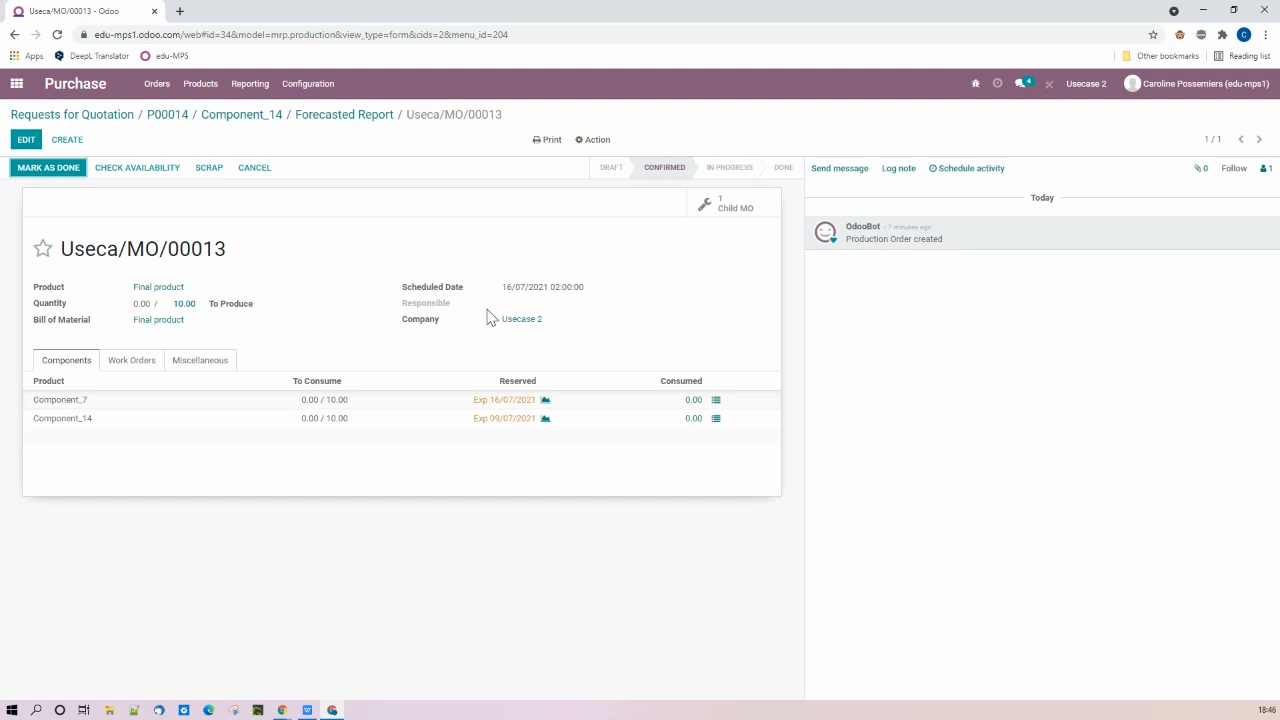 Useca/MO/00013 - Odoo
edu-mps1.odoo.com/web#id=34&model=mrp.production&view_type=form&cids=2&menu_id=204
Apps DeepL Translator edu-MPS Other bookmarks Reading list
Purchase Orders Products Reporting Configuration 4 Usecase 2 Caroline Possemiers (edu-mps1)
Requests for Quotation / P00014 / Component_14 / Forecasted Report / Useca/MO/00013
EDIT CREATE Print Action 1 / 1
MARK AS DONE CHECK AVAILABILITY SCRAP CANCEL DRAFT CONFIRMED IN PROGRESS DONE
Send message Log note Schedule activity 0 Follow 1
1
Child MO
Today
OdooBot - 7 minutes ago
Production Order created
Useca/MO/00013
Product Final product Scheduled Date 16/07/2021 02:00:00
Quantity 0.00 / 10.00 To Produce Responsible
Bill of Material Final product Company Usecase 2
Components Work Orders Miscellaneous
Product To Consume Reserved Consumed
Component_7 0.00 / 10.00 Exp 16/07/2021 0.00
Component_14 0.00 / 10.00 Exp 09/07/2021 0.00
18:46